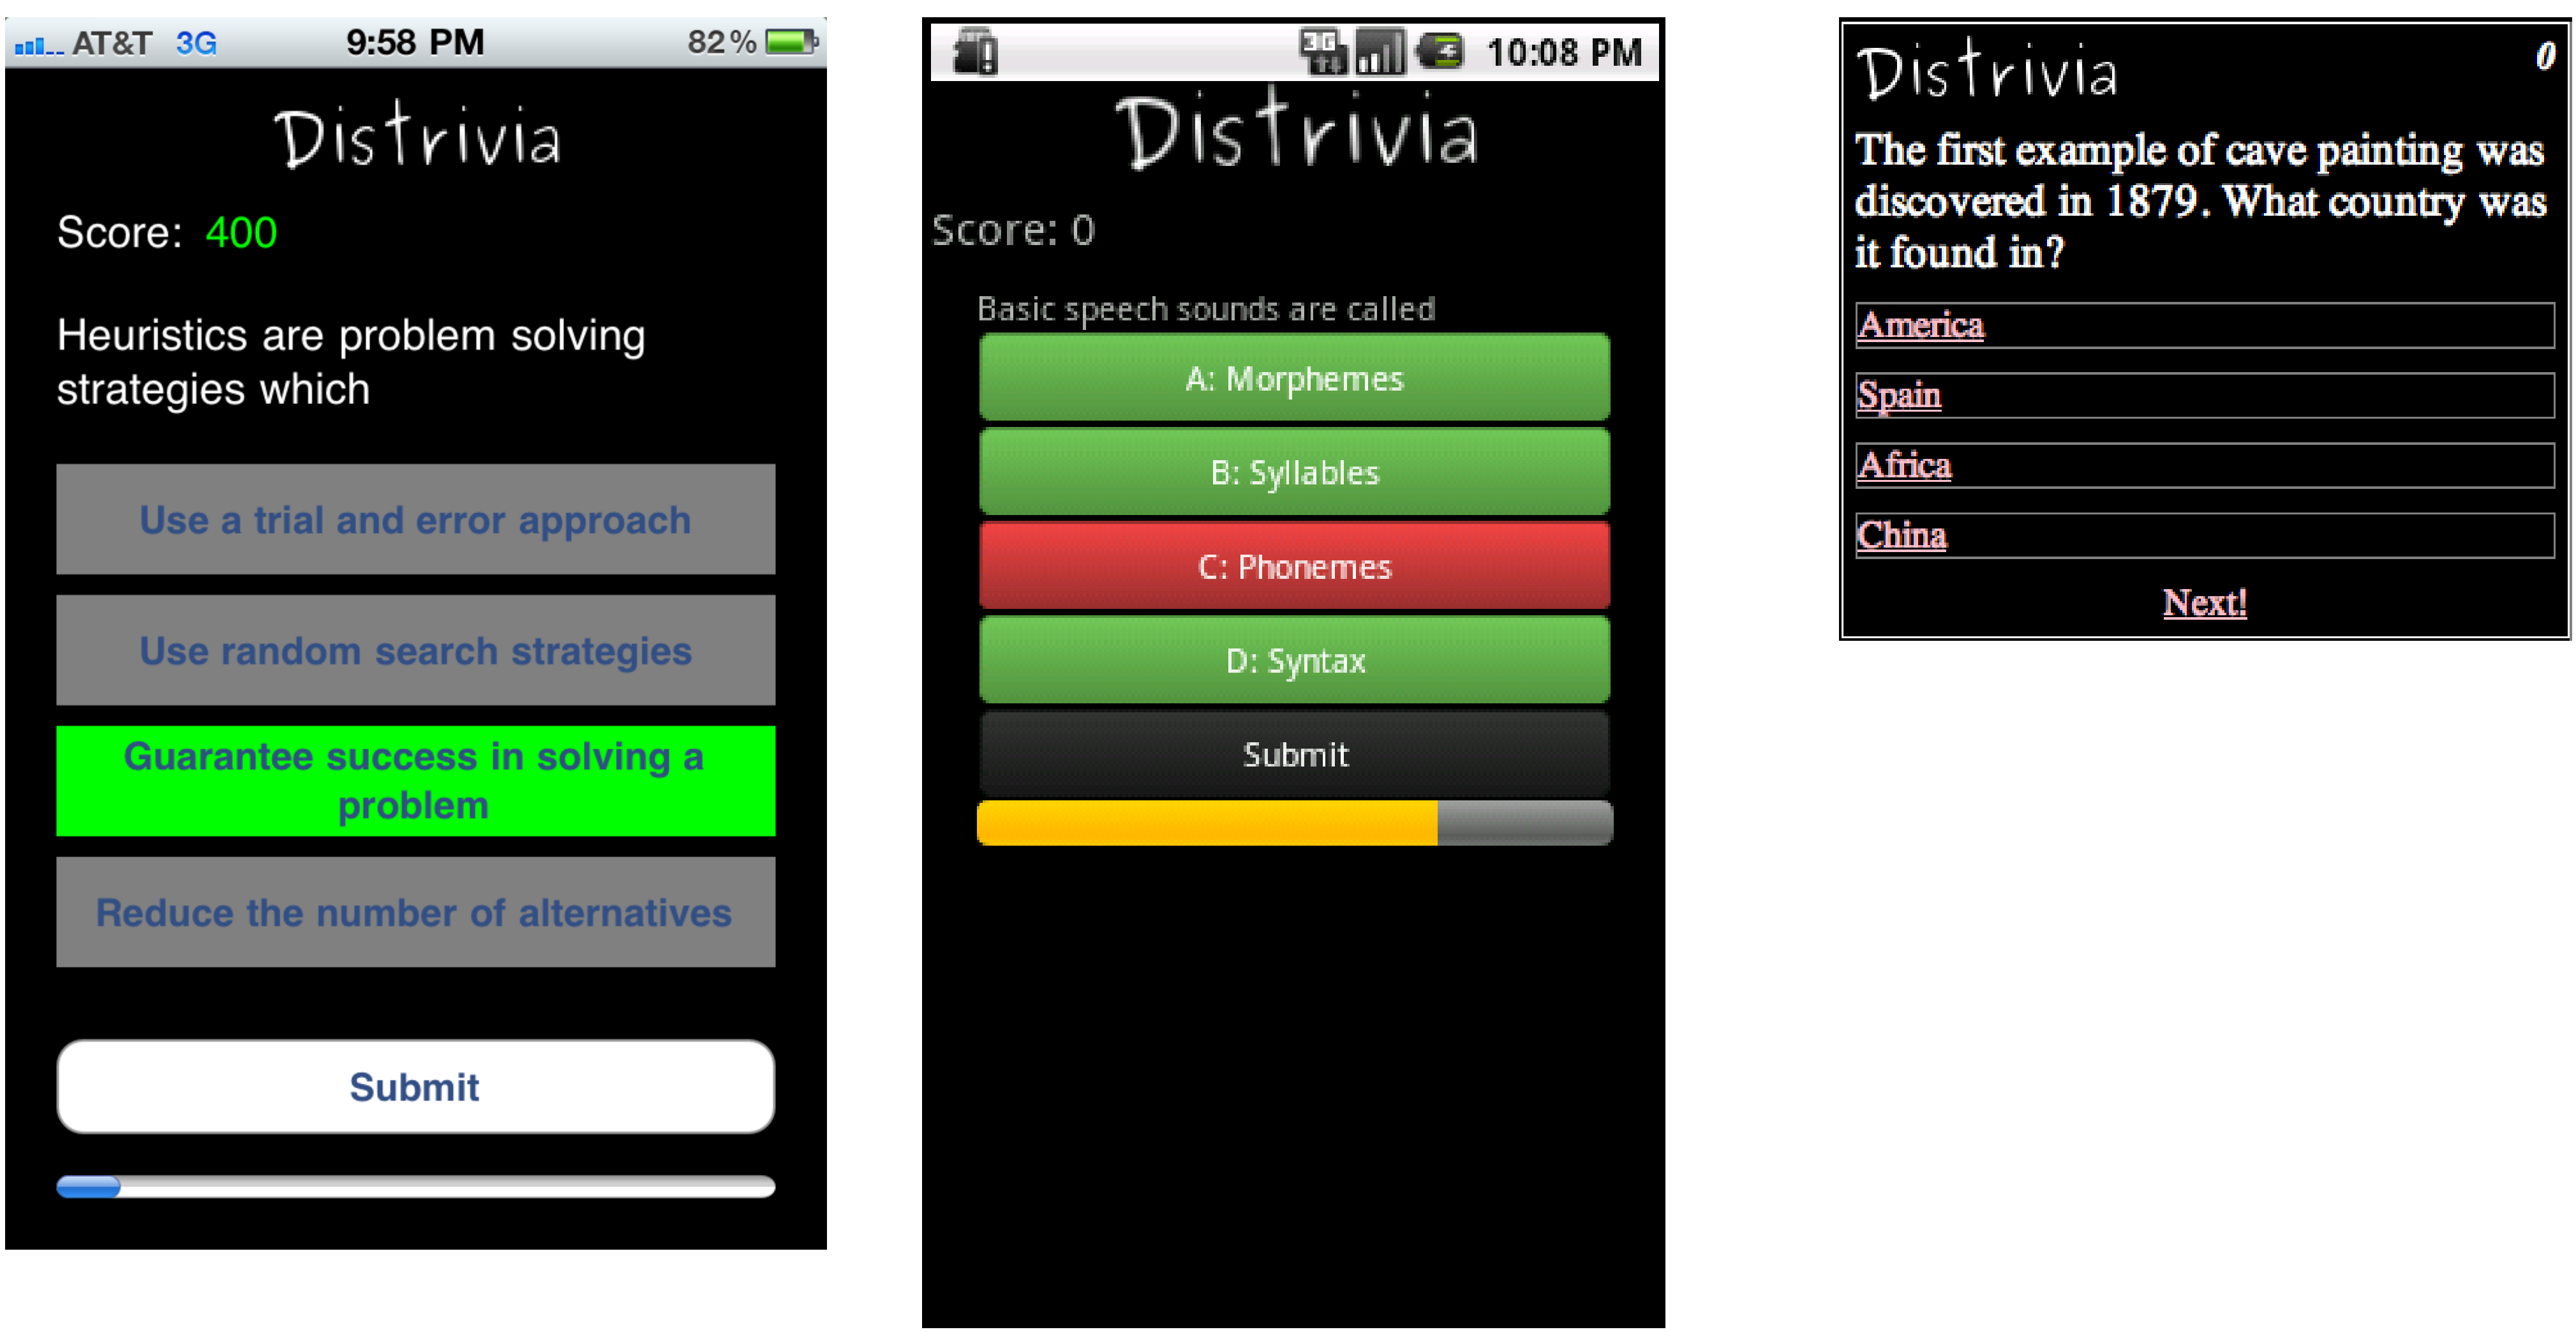 AT&T 3G 9:58 PM 82%
Distrivia
Score: 400
Heuristics are problem solving
strategies which
Use a trial and error approach
Use random search strategies
Guarantee success in solving a
problem
Reduce the number of alternatives
Submit
3G 10:08 PM
Distrivia
Score: 0
Basic speech sounds are called
A: Morphemes
B: Syllables
C: Phonemes
D: Syntax
Submit
Distrivia 0
The first example of cave painting was
discovered in 1879. What country was
it found in?
America
Spain
Africa
China
Next!